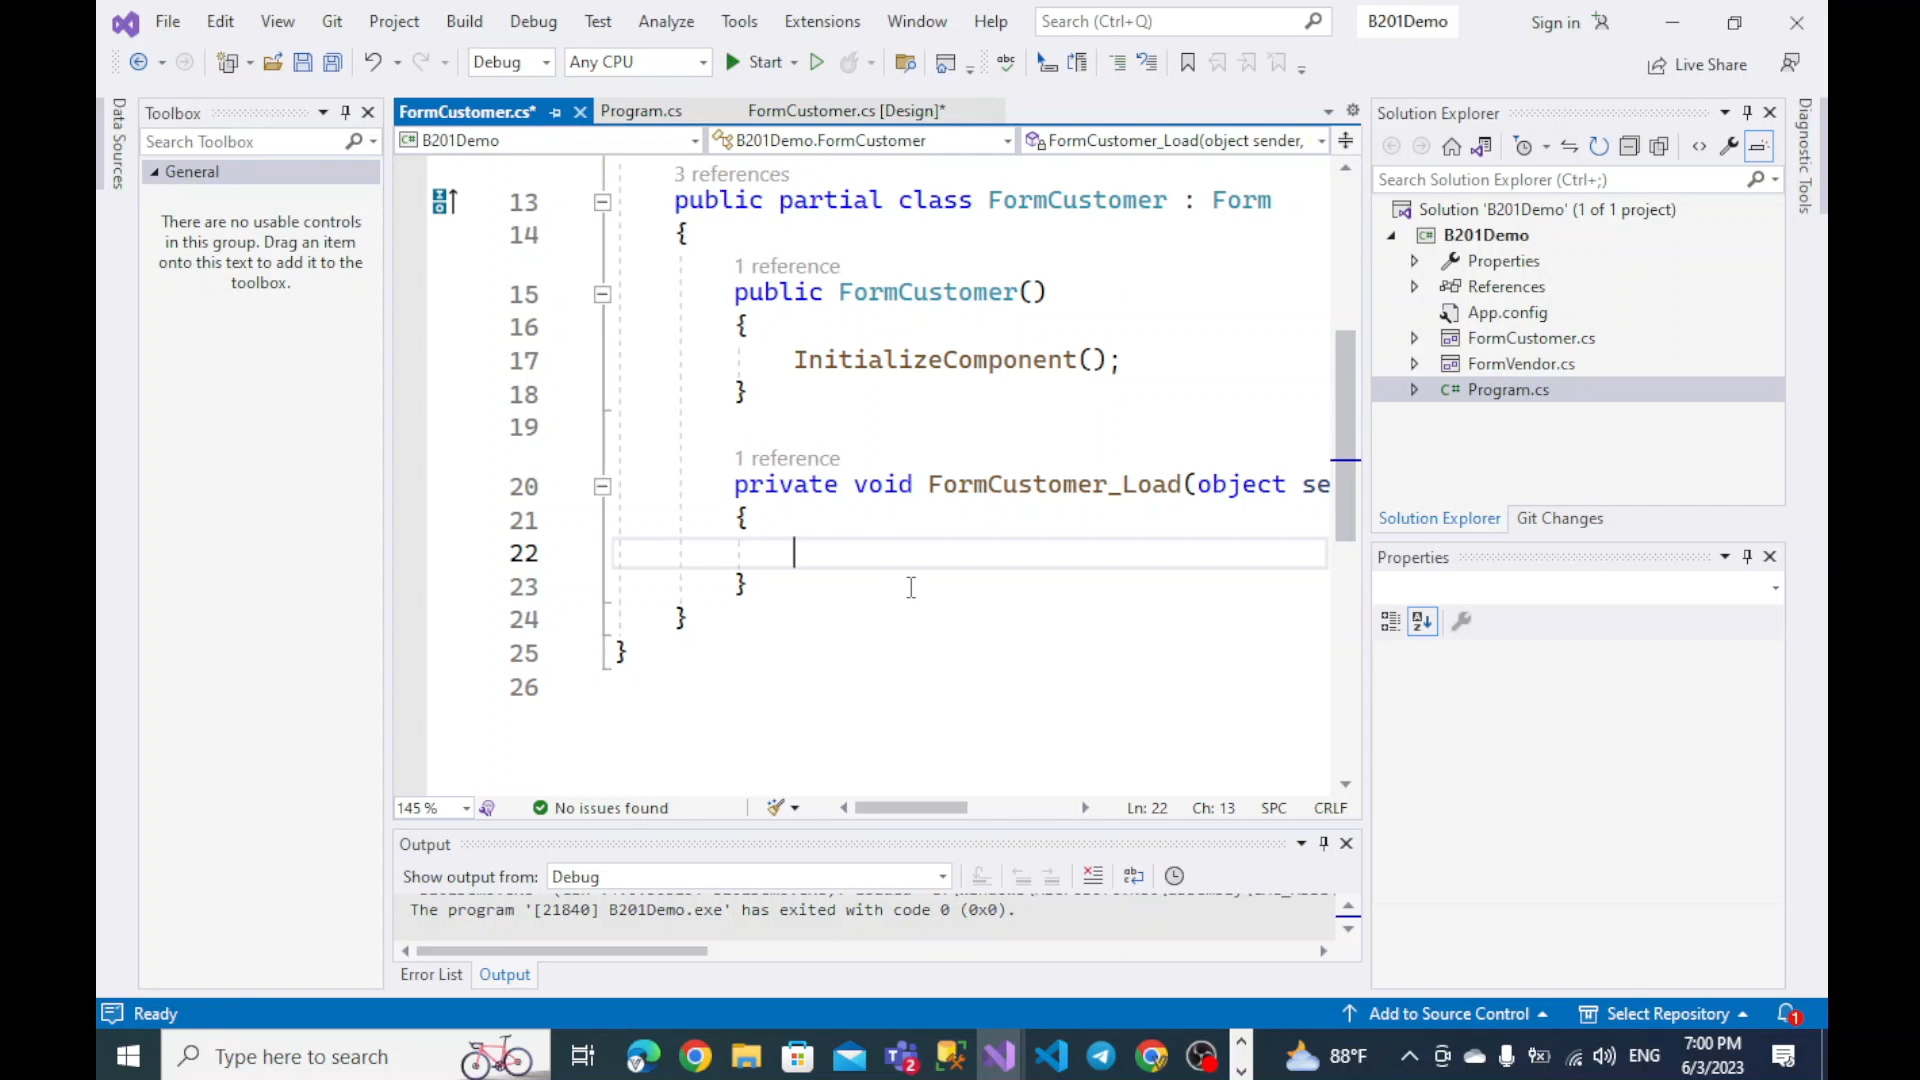 File Edit View Git Project Build Debug Test Analyze Tools Extensions Window Help Search (Ctrl+Q) B201Demo Sign in
Debug Any CPU Start Live Share
Data Sources
Toolbox
Search Toolbox
General
There are no usable controls
in this group. Drag an item
onto this text to add it to the
toolbox.
FormCustomer.cs* Program.cs FormCustomer.cs [Design]*
B201Demo B201Demo.FormCustomer FormCustomer_Load(object sender,
3 references
13 public partial class FormCustomer : Form
14 {
1 reference
15 public FormCustomer()
16 {
17 InitializeComponent();
18 }
19
1 reference
20 private void FormCustomer_Load(object se
21 {
22
23 }
24 }
25 }
26
145 % No issues found Ln: 22 Ch: 13 SPC CRLF
Output
Show output from: Debug
The program '[21840] B201Demo.exe' has exited with code 0 (0x0).
Error List Output
Solution Explorer
Search Solution Explorer (Ctrl+;)
Solution 'B201Demo' (1 of 1 project)
C# B201Demo
Properties
References
App.config
FormCustomer.cs
FormVendor.cs
C# Program.cs
Solution Explorer Git Changes
Properties
Diagnostic Tools
Ready Add to Source Control Select Repository 1
Type here to search 2 88°F ENG 7:00 PM
6/3/2023